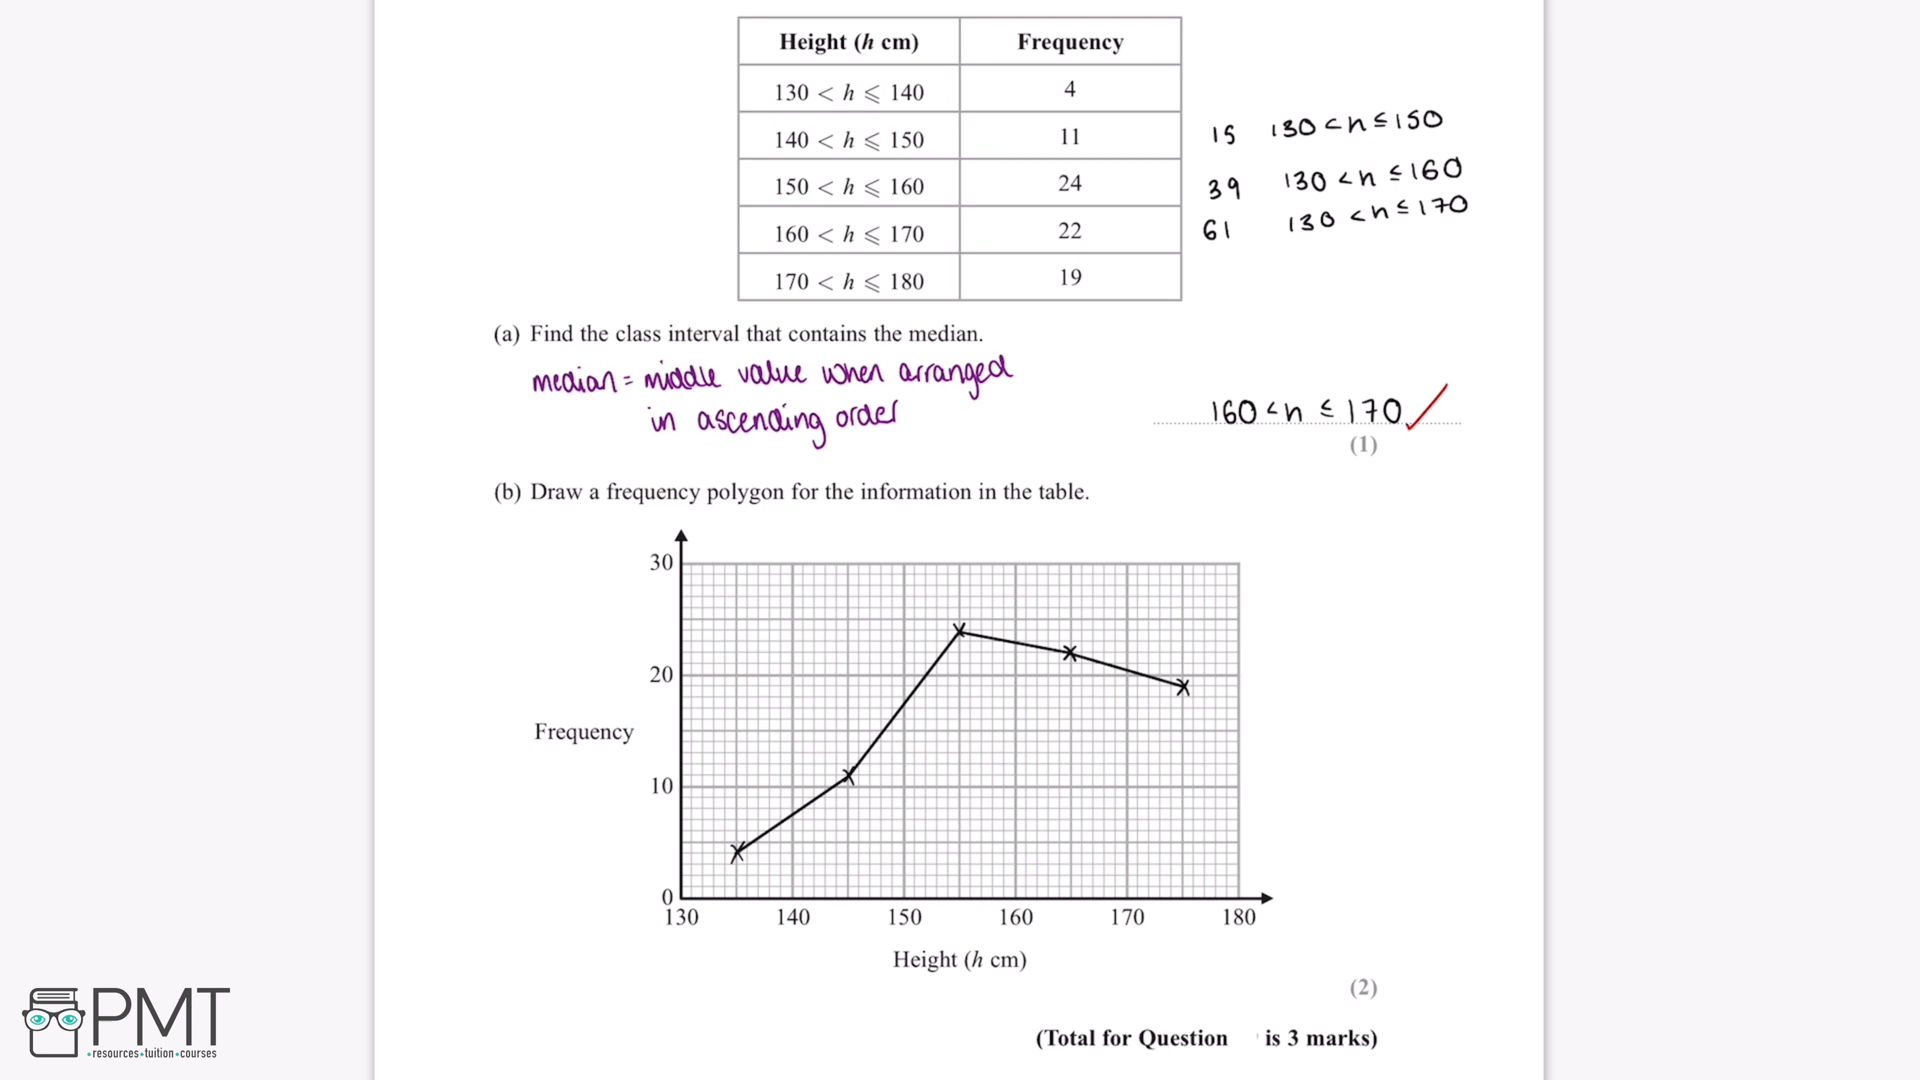 Height (h cm) Frequency
130 < h ⩽ 140 4
140 < h ⩽ 150 11
15 130 < h ≤ 150
150 < h ⩽ 160 24
39 130 < h ≤ 160
160 < h ⩽ 170 22
61 130 < h ≤ 170
170 < h ⩽ 180 19
(a) Find the class interval that contains the median.
median = middle value when arranged
in ascending order
160 < h ≤ 170
(1)
(b) Draw a frequency polygon for the information in the table.
30
20
Frequency
10
0
130 140 150 160 170 180
Height (h cm)
(2)
(Total for Question is 3 marks)
PMT
•resources•tuition•courses